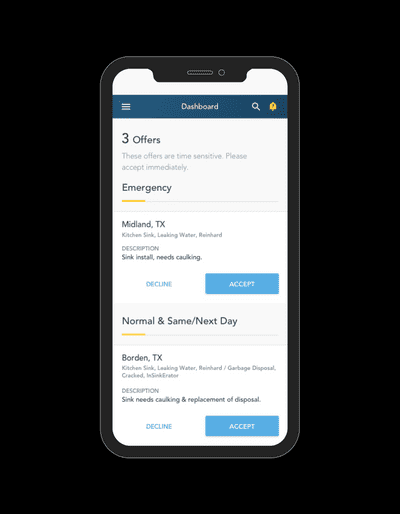 Dashboard
3 Offers
These offers are time sensitive. Please
accept immediately.
Emergency
Midland, TX
Kitchen Sink, Leaking Water, Reinhard
DESCRIPTION
Sink install, needs caulking.
DECLINE ACCEPT
Normal & Same/Next Day
Borden, TX
Kitchen Sink, Leaking Water, Reinhard / Garbage Disposal,
Cracked, InSinkErator
DESCRIPTION
Sink needs caulking & replacement of disposal.
DECLINE ACCEPT